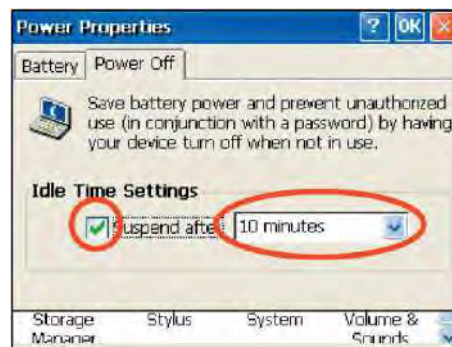 Power Properties ? OK ×
Battery Power Off
Save battery power and prevent unauthorized
use (in conjunction with a password) by having
your device turn off when not in use.
Idle Time Settings
Suspend after 10 minutes
Storage Stylus System Volume &
Manager Sounds